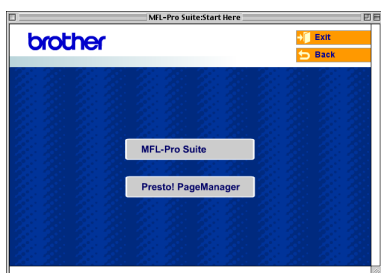 MFL-Pro Suite:Start Here
brother
Exit
Back
MFL-Pro Suite
Presto! PageManager